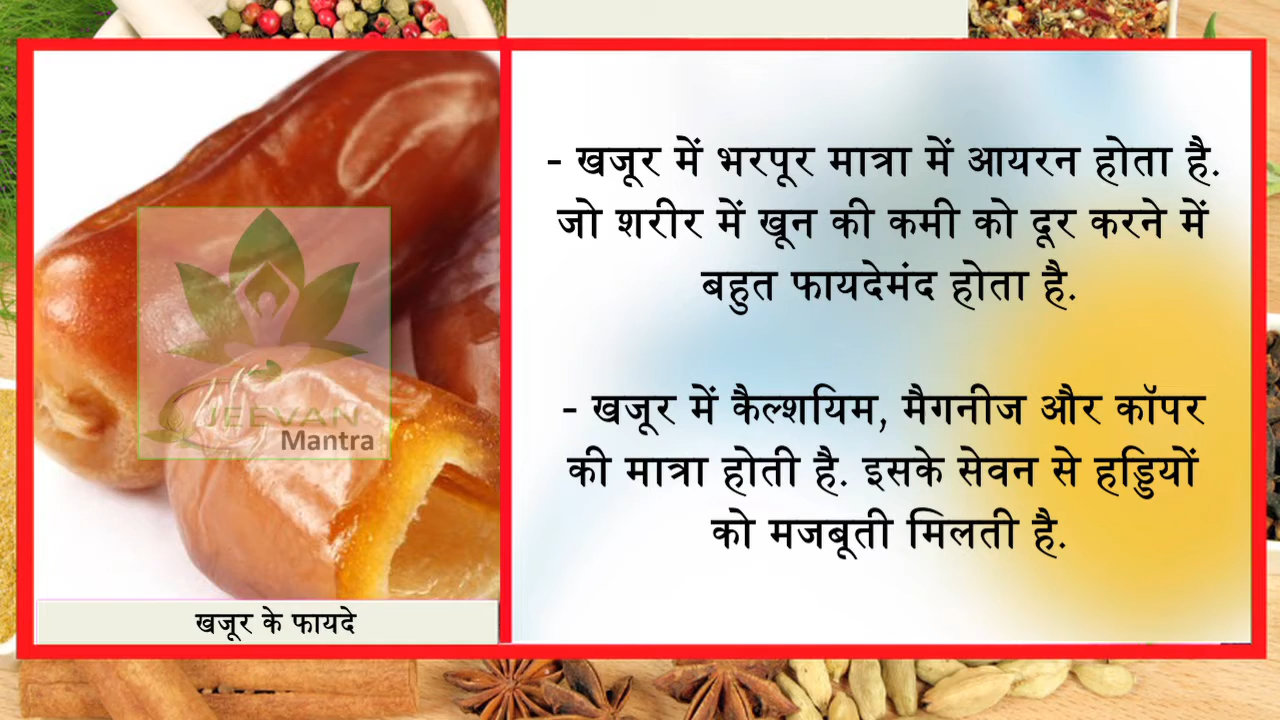 - खजूर में भरपूर मात्रा में आयरन होता है.
जो शरीर में खून की कमी को दूर करने में
बहुत फायदेमंद होता है.
- खजूर में कैल्शयिम, मैगनीज और कॉपर
की मात्रा होती है. इसके सेवन से हड्डियों
को मजबूती मिलती है.
JEEVAN
Mantra
खजूर के फायदे